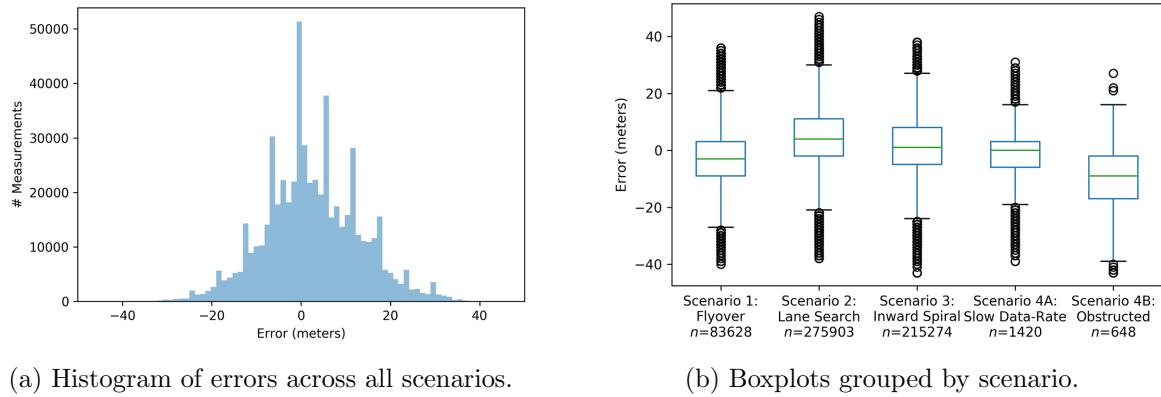 50000
40000
30000
20000
10000
0
# Measurements
−40 −20 0 20 40
Error (meters)
(a) Histogram of errors across all scenarios.
40
20
0
−20
−40
Error (meters)
Scenario 1: Scenario 2: Scenario 3: Scenario 4A: Scenario 4B:
Flyover Lane Search Inward Spiral Slow Data-Rate Obstructed
n=83628 n=275903 n=215274 n=1420 n=648
(b) Boxplots grouped by scenario.